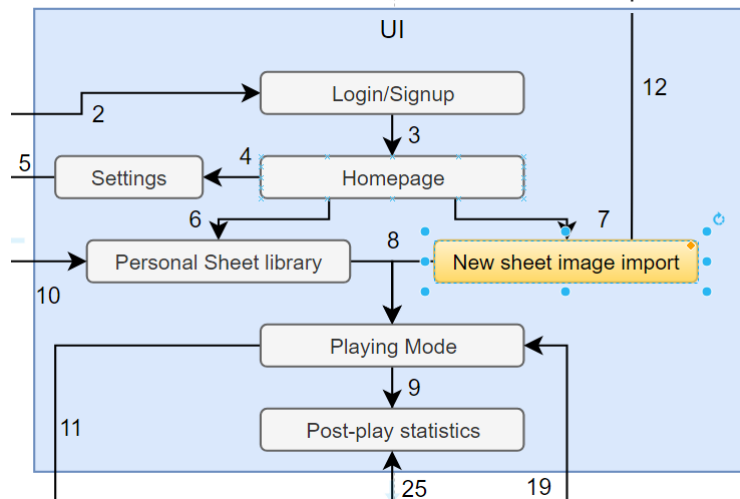 UI
12
Login/Signup
2
3
5
4
Settings
Homepage
6
7
8
Personal Sheet library
New sheet image import
10
Playing Mode
9
11
Post-play statistics
25
19